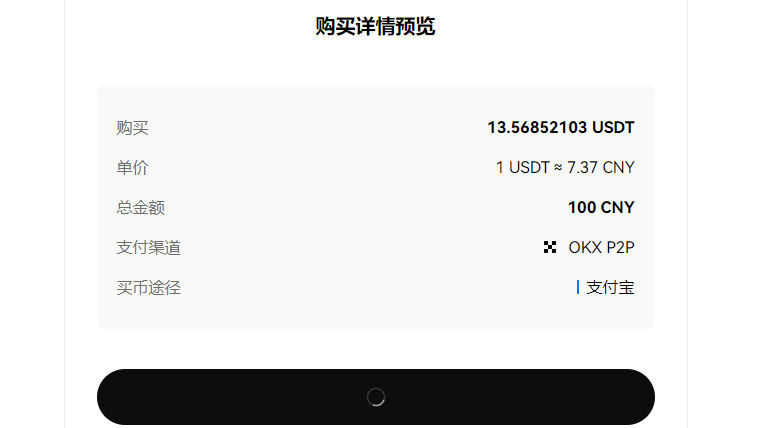 购买详情预览
购买 13.56852103 USDT
单价 1 USDT ≈ 7.37 CNY
总金额 100 CNY
支付渠道 OKX P2P
买币途径 支付宝